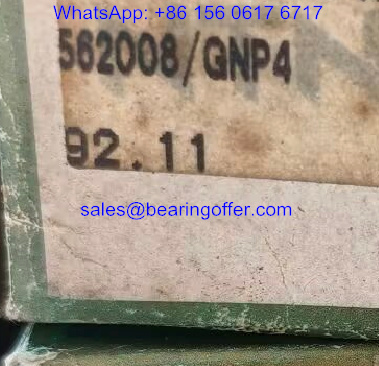 WhatsApp: +86 156 0617 6717
562008/GNP4
92.11
sales@bearingoffer.com